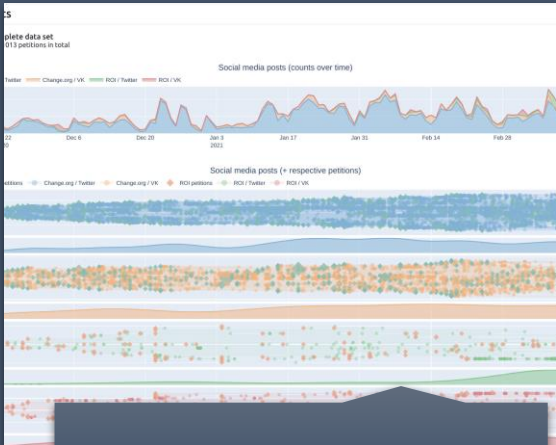 cs
plete data set
013 petitions in total
Social media posts (counts over time)
Twitter Change.org / VK ROI / Twitter ROI / VK
22 Dec 6 Dec 20 Jan 3 Jan 17 Jan 31 Feb 14 Feb 28
20 2021
Social media posts (+ respective petitions)
etitions Change.org / Twitter Change.org / VK ROI petitions ROI / Twitter ROI / VK